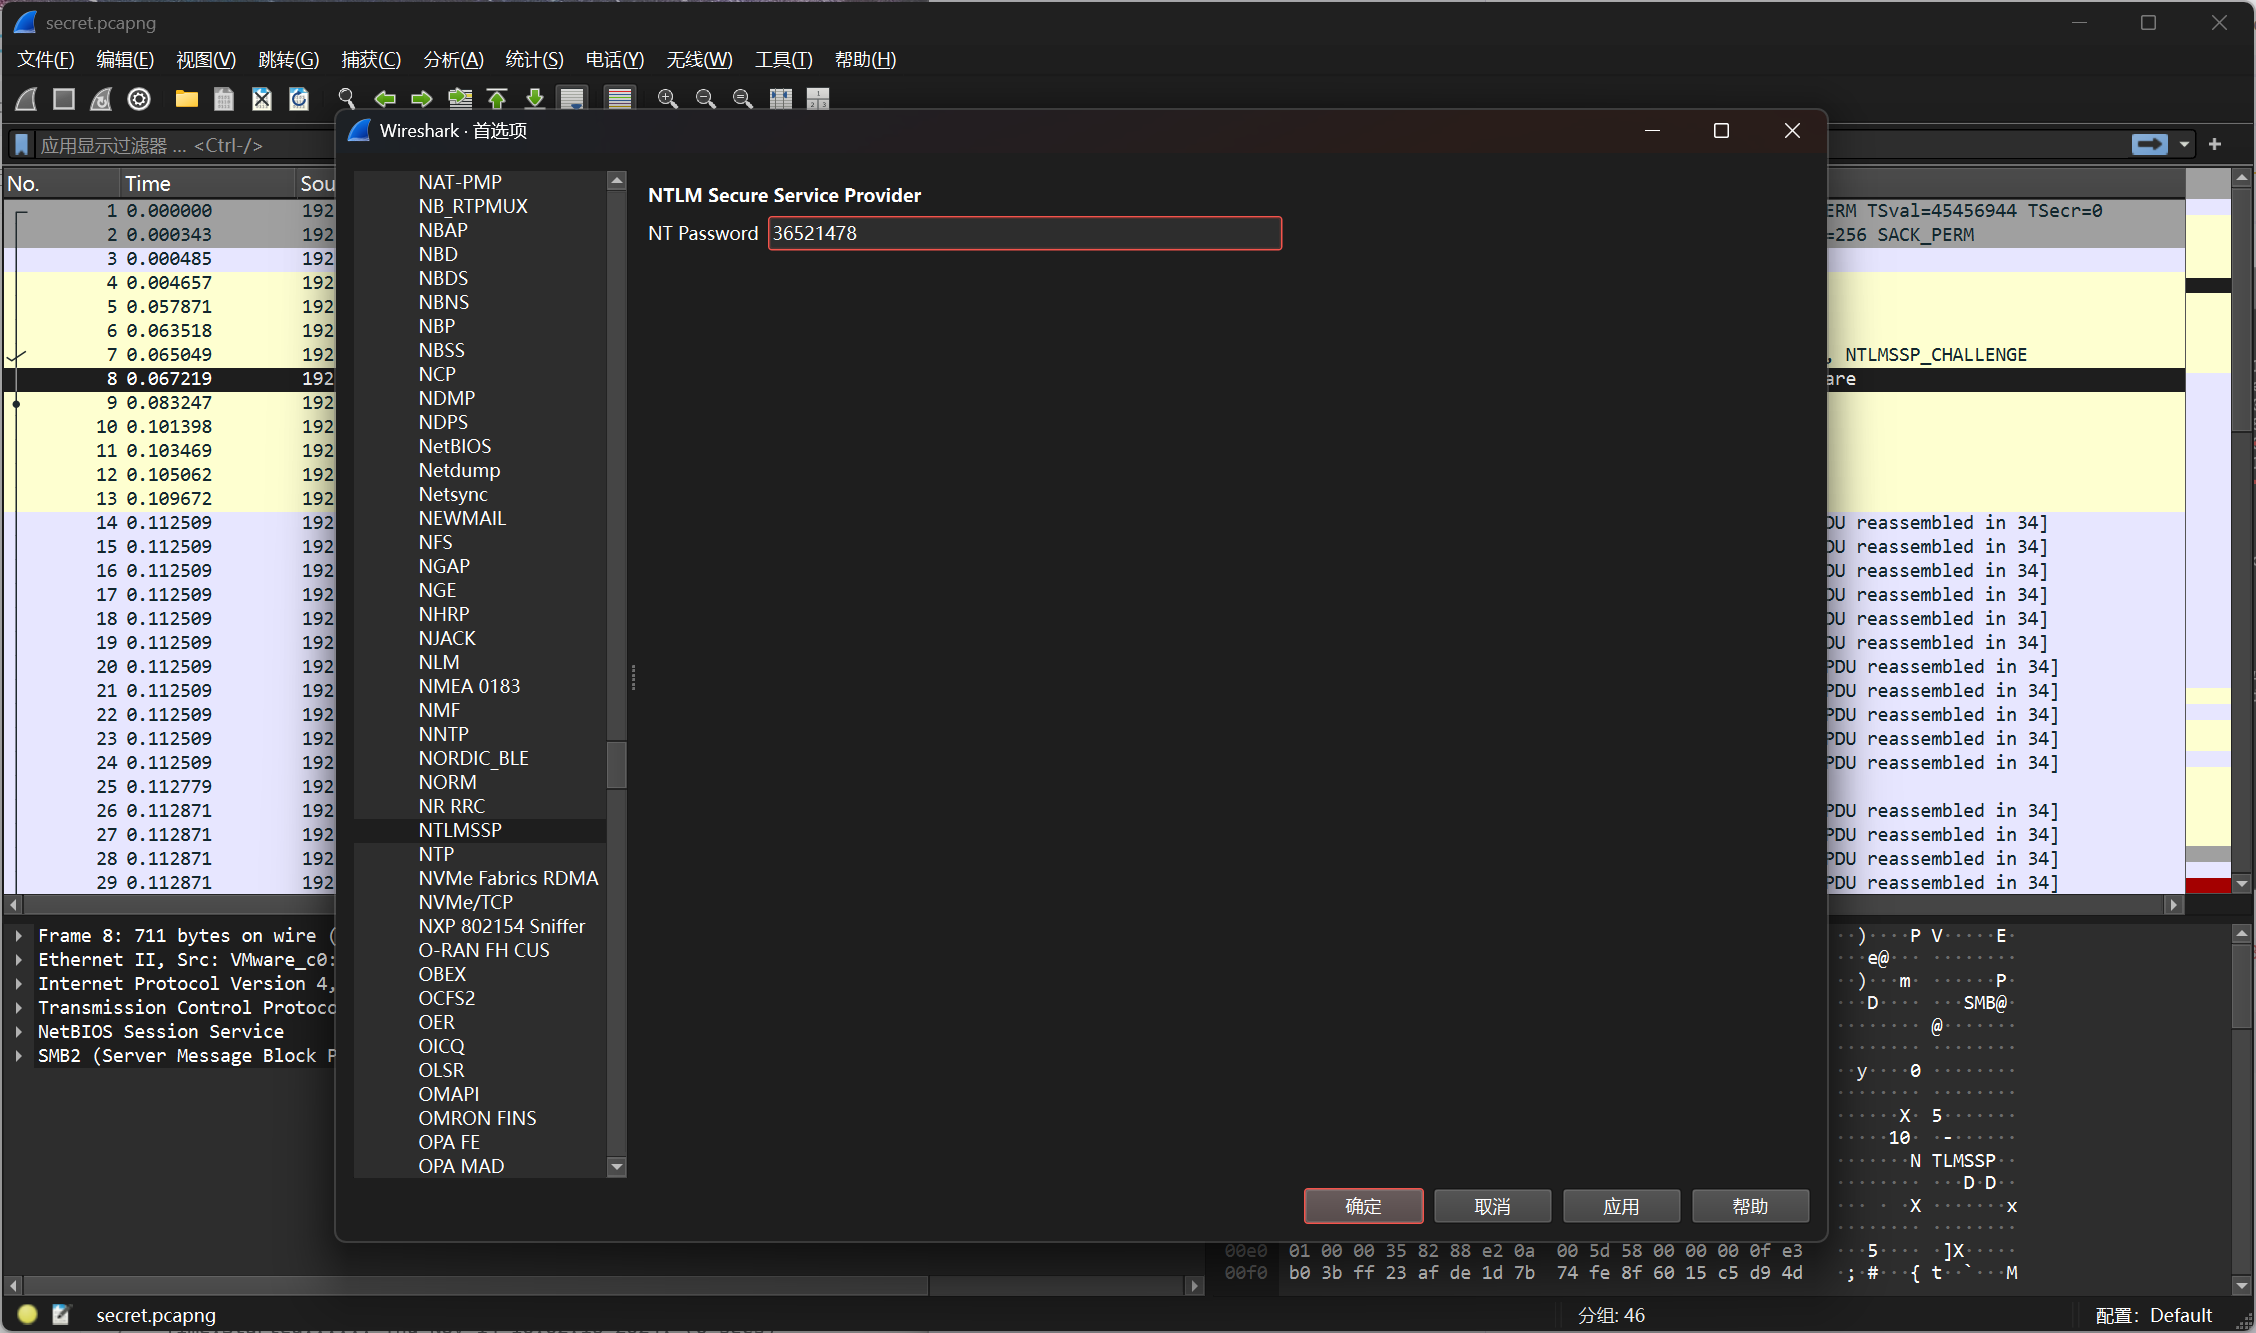 secret.pcapng
文件(F) 编辑(E) 视图(V) 跳转(G) 捕获(C) 分析(A) 统计(S) 电话(Y) 无线(W) 工具(T) 帮助(H)
应用显示过滤器 … <Ctrl-/>
Wireshark · 首选项
No. Time Sou
1 0.000000 192
2 0.000343 192
3 0.000485 192
4 0.004657 192
5 0.057871 192
6 0.063518 192
7 0.065049 192
8 0.067219 192
9 0.083247 192
10 0.101398 192
11 0.103469 192
12 0.105062 192
13 0.109672 192
14 0.112509 192
15 0.112509 192
16 0.112509 192
17 0.112509 192
18 0.112509 192
19 0.112509 192
20 0.112509 192
21 0.112509 192
22 0.112509 192
23 0.112509 192
24 0.112509 192
25 0.112779 192
26 0.112871 192
27 0.112871 192
28 0.112871 192
29 0.112871 192
NAT-PMP
NB_RTPMUX
NBAP
NBD
NBDS
NBNS
NBP
NBSS
NCP
NDMP
NDPS
NetBIOS
Netdump
Netsync
NEWMAIL
NFS
NGAP
NGE
NHRP
NJACK
NLM
NMEA 0183
NMF
NNTP
NORDIC_BLE
NORM
NR RRC
NTLMSSP
NTP
NVMe Fabrics RDMA
NVMe/TCP
NXP 802154 Sniffer
O-RAN FH CUS
OBEX
OCFS2
OER
OICQ
OLSR
OMAPI
OMRON FINS
OPA FE
OPA MAD
NTLM Secure Service Provider
NT Password 36521478
确定 取消 应用 帮助
ERM TSval=45456944 TSecr=0
=256 SACK_PERM
, NTLMSSP_CHALLENGE
are
DU reassembled in 34]
DU reassembled in 34]
DU reassembled in 34]
DU reassembled in 34]
DU reassembled in 34]
DU reassembled in 34]
PDU reassembled in 34]
PDU reassembled in 34]
PDU reassembled in 34]
PDU reassembled in 34]
PDU reassembled in 34]
PDU reassembled in 34]
PDU reassembled in 34]
PDU reassembled in 34]
PDU reassembled in 34]
Frame 8: 711 bytes on wire (
Ethernet II, Src: VMware_c0:
Internet Protocol Version 4,
Transmission Control Protoco
NetBIOS Session Service
SMB2 (Server Message Block P
··)····P V·····E·
···e@··· ········
··)···m· ······P·
···D···· ···SMB@·
········ @·······
········ ········
··y····0 ········
········ ········
······X· 5·······
·····10· ·-······
·······N TLMSSP··
········ ···D·D··
·······X· ·······x
········ ········
00e0 01 00 00 35 82 88 e2 0a 00 5d 58 00 00 00 0f e3 ···5···· ·]X·····
00f0 b0 3b ff 23 af de 1d 7b 74 fe 8f 60 15 c5 d9 4d ·;·#···{ t··`···M
secret.pcapng
分组: 46
配置: Default